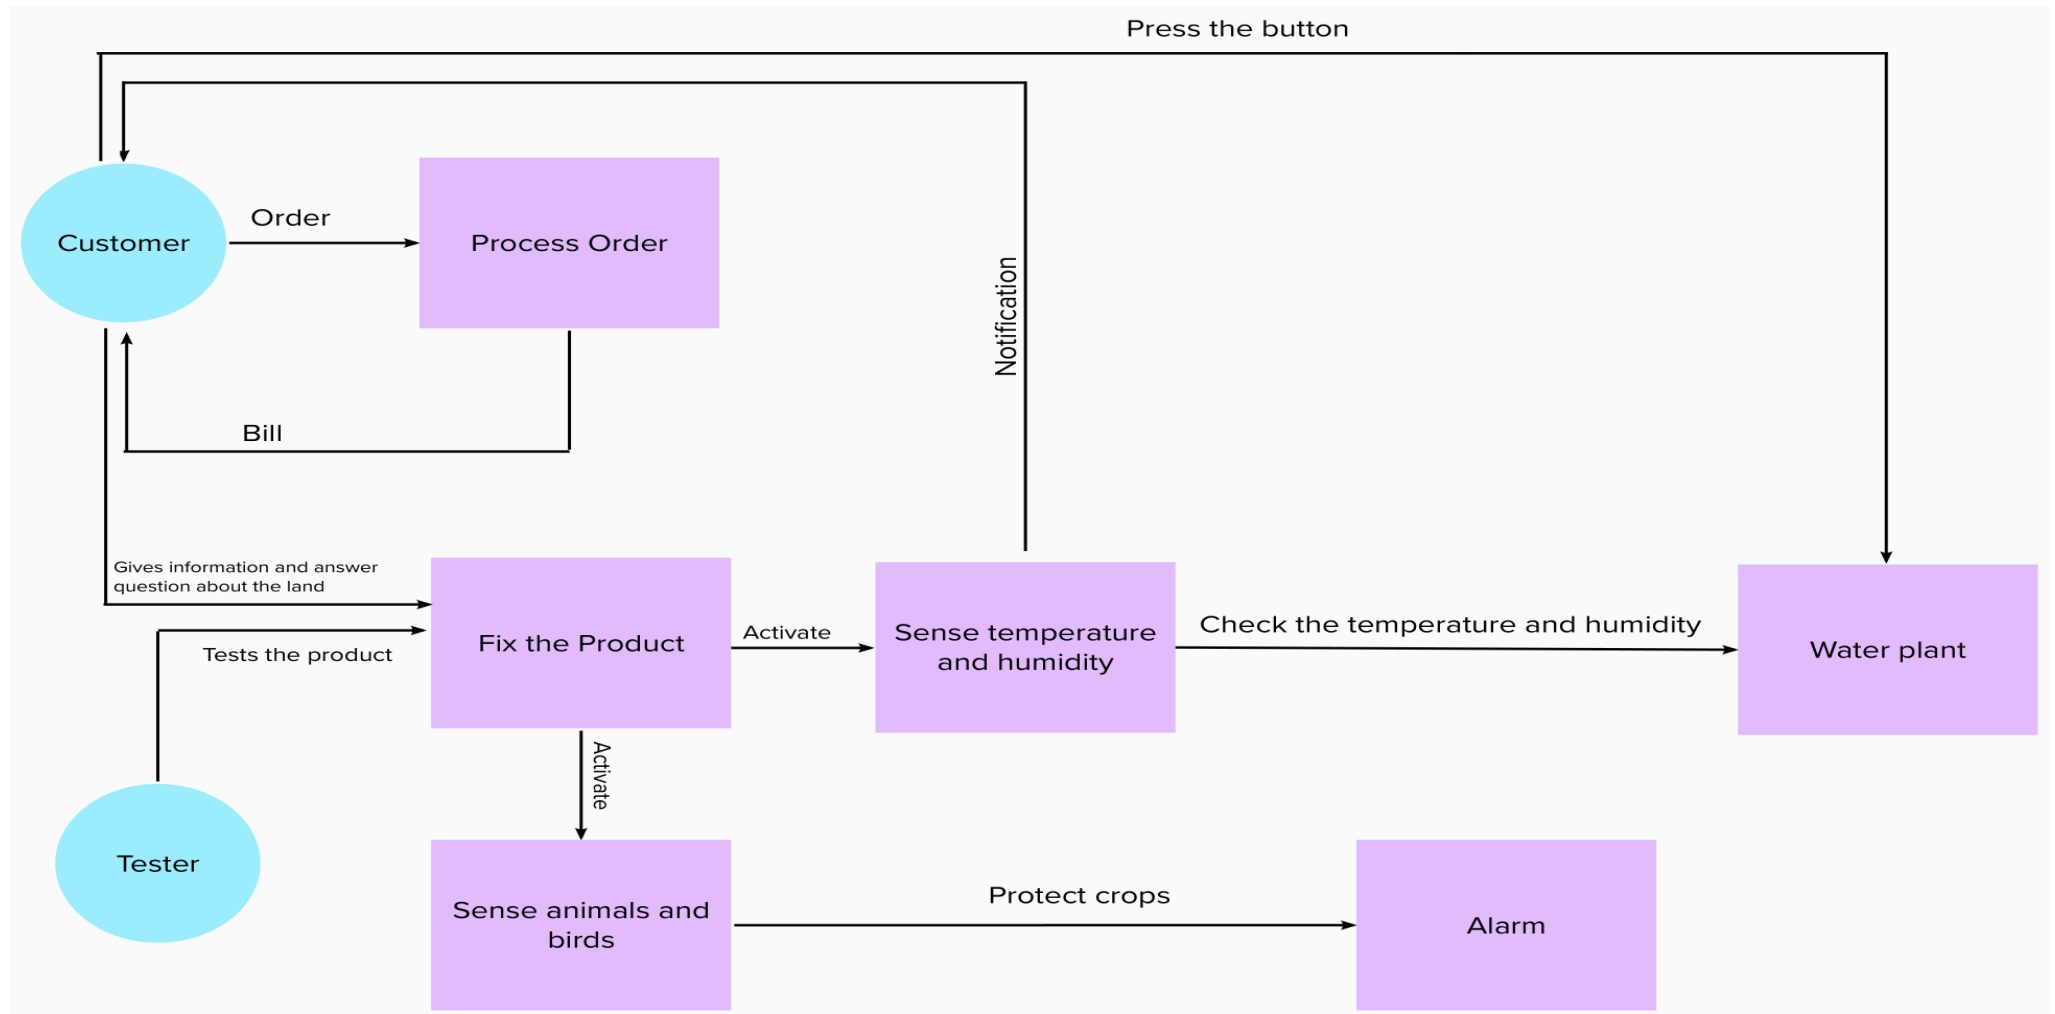 Press the button
Order
Customer
Process Order
Notification
Bill
Gives information and answer
question about the land
Fix the Product
Activate
Sense temperature
and humidity
Check the temperature and humidity
Water plant
Tests the product
Activate
Tester
Sense animals and
birds
Protect crops
Alarm